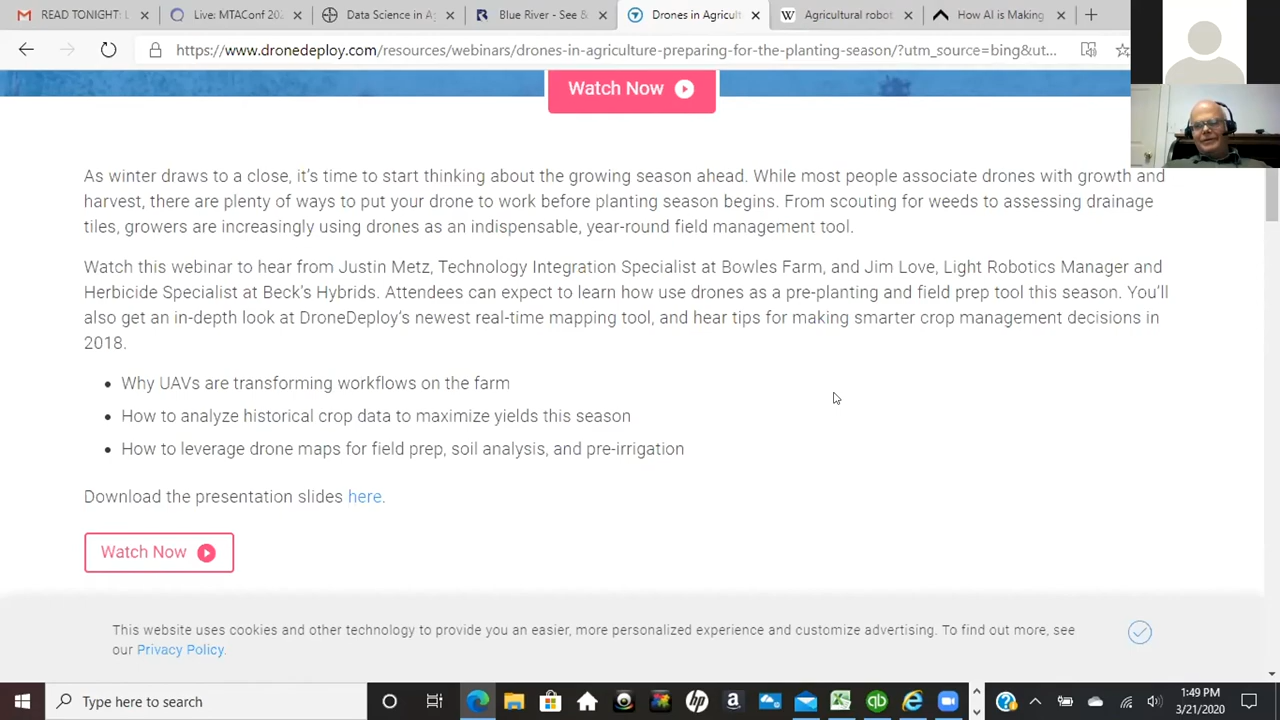 READ TONIGHT: L
Live: MTAConf 202
Data Science in A
Blue River - See &
Drones in Agricult
Agricultural robot
How AI is Making
https://www.dronedeploy.com/resources/webinars/drones-in-agriculture-preparing-for-the-planting-season/?utm_source=bing&ut...
Watch Now
As winter draws to a close, it's time to start thinking about the growing season ahead. While most people associate drones with growth and
harvest, there are plenty of ways to put your drone to work before planting season begins. From scouting for weeds to assessing drainage
tiles, growers are increasingly using drones as an indispensable, year-round field management tool.
Watch this webinar to hear from Justin Metz, Technology Integration Specialist at Bowles Farm, and Jim Love, Light Robotics Manager and
Herbicide Specialist at Beck's Hybrids. Attendees can expect to learn how use drones as a pre-planting and field prep tool this season. You'll
also get an in-depth look at DroneDeploy's newest real-time mapping tool, and hear tips for making smarter crop management decisions in
2018.
• Why UAVs are transforming workflows on the farm
• How to analyze historical crop data to maximize yields this season
• How to leverage drone maps for field prep, soil analysis, and pre-irrigation
Download the presentation slides here.
Watch Now
This website uses cookies and other technology to provide you an easier, more personalized experience and customize advertising. To find out more, see
our Privacy Policy.
Type here to search
1:49 PM
3/21/2020